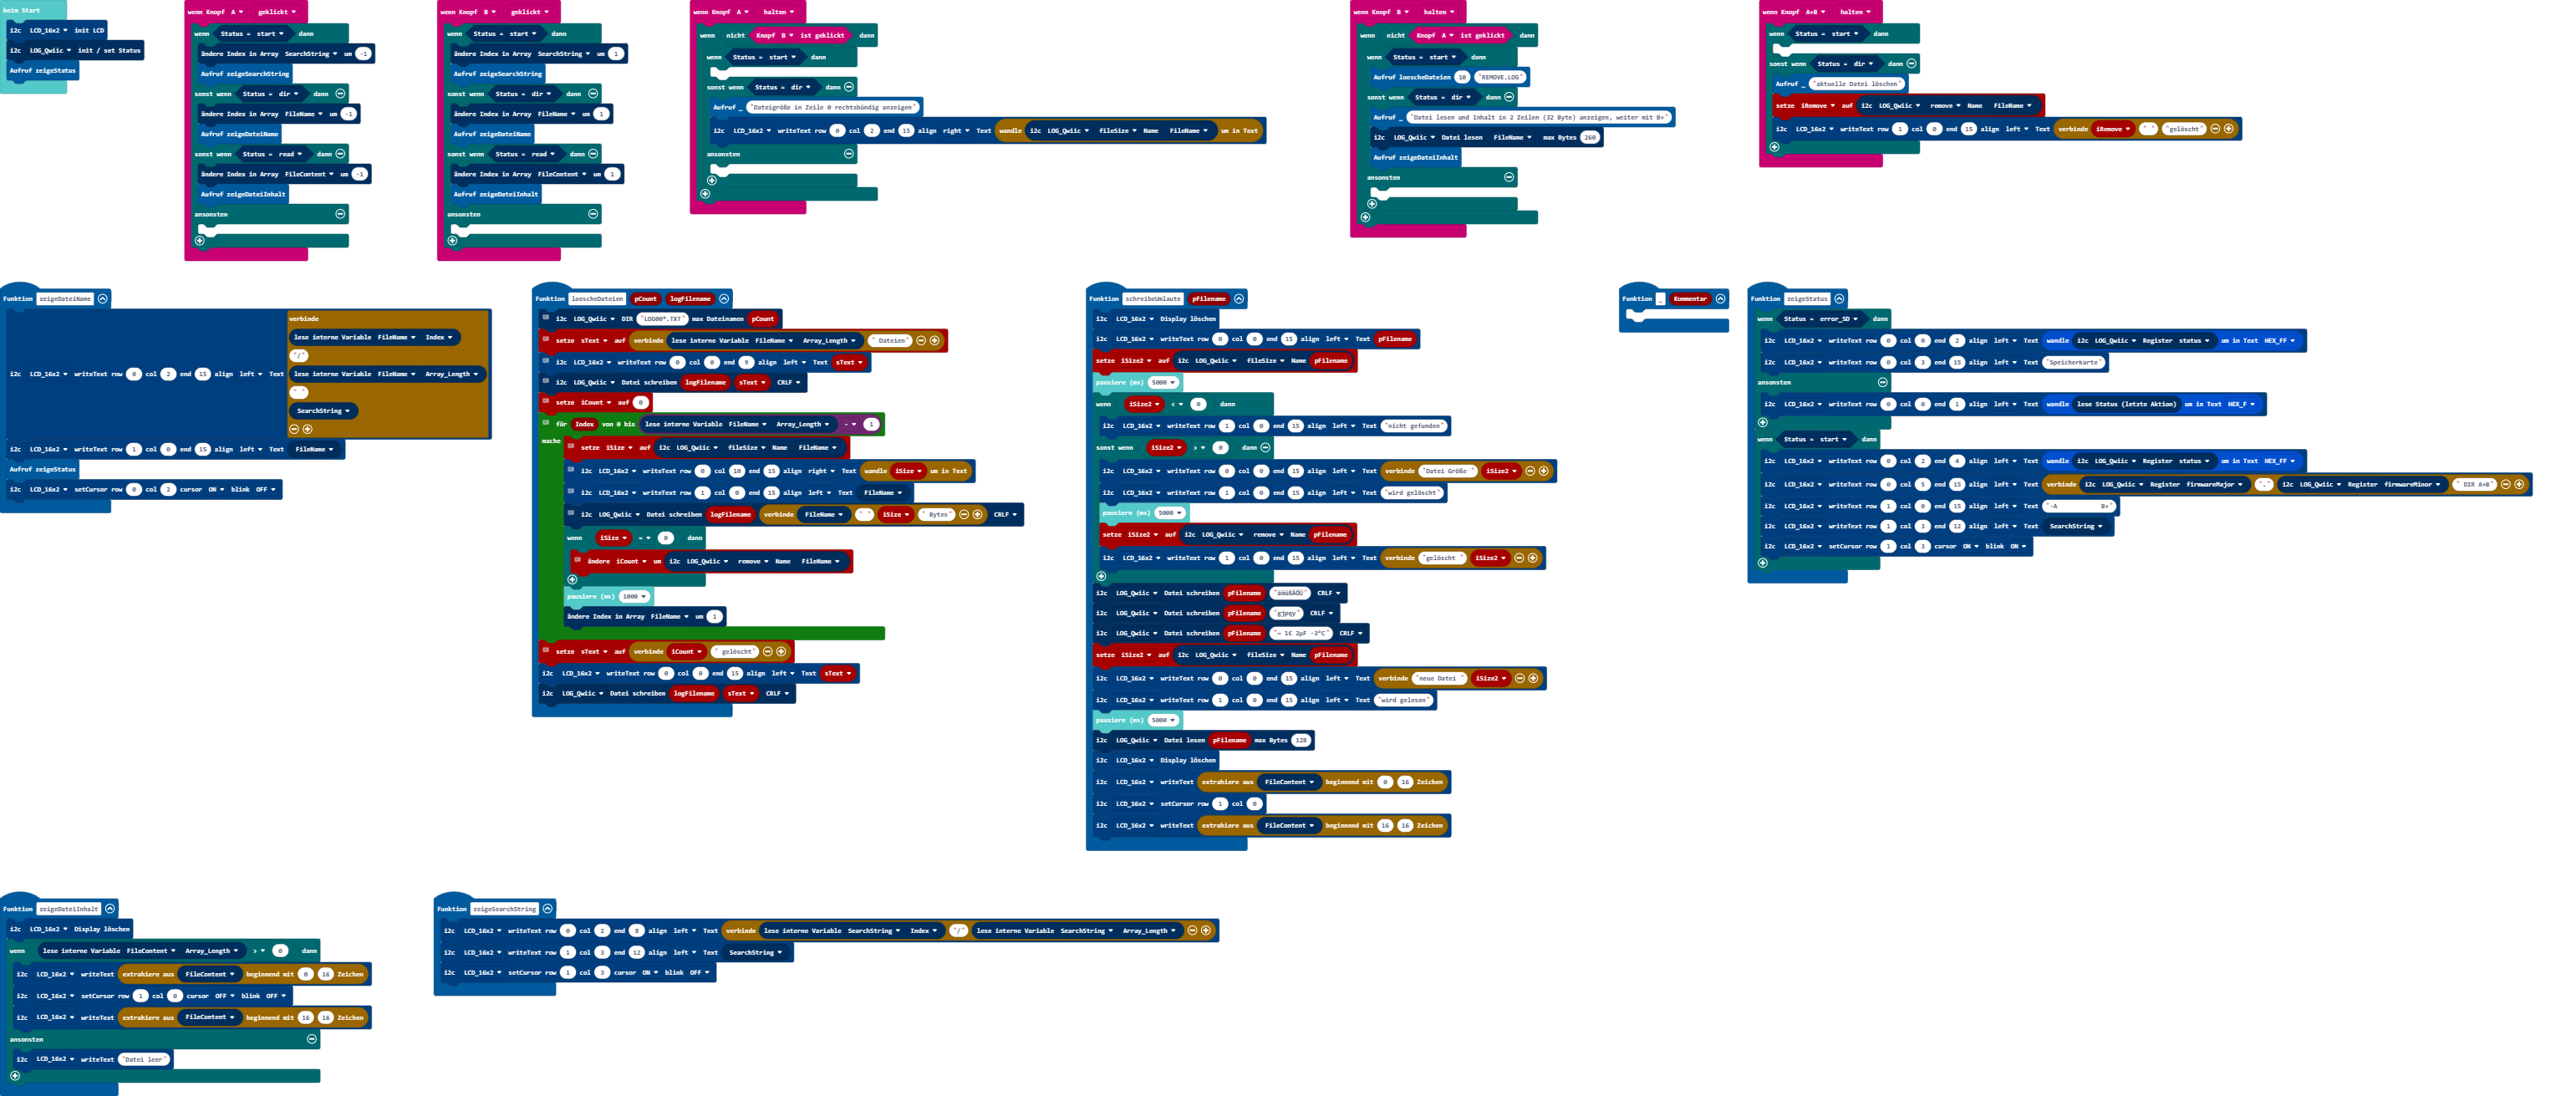 beim Start
i2c LCD_16x2 init LCD
i2c LOG_Qwiic init / set Status
Aufruf zeigeStatus
wenn Knopf A geklickt
wenn Status = start dann
ändere Index in Array SearchString um -1
Aufruf zeigeSearchString
sonst wenn Status = dir dann
ändere Index in Array FileName um -1
Aufruf zeigeDateiName
sonst wenn Status = read dann
ändere Index in Array FileContent um -1
Aufruf zeigeDateiInhalt
ansonsten
wenn Knopf B geklickt
wenn Status = start dann
ändere Index in Array SearchString um 1
Aufruf zeigeSearchString
sonst wenn Status = dir dann
ändere Index in Array FileName um 1
Aufruf zeigeDateiName
sonst wenn Status = read dann
ändere Index in Array FileContent um 1
Aufruf zeigeDateiInhalt
ansonsten
wenn Knopf A halten
wenn nicht Knopf B ist geklickt dann
wenn Status = start dann
sonst wenn Status = dir dann
Aufruf _ "Dateigröße in Zeile 0 rechtsbündig anzeigen"
i2c LCD_16x2 writeText row 0 col 2 end 15 align right Text wandle i2c LOG_Qwiic fileSize Name FileName um in Text
ansonsten
wenn Knopf B halten
wenn nicht Knopf A ist geklickt dann
wenn Status = start dann
Aufruf loescheDateien 10 "REMOVE.LOG"
sonst wenn Status = dir dann
Aufruf _ "Datei lesen und Inhalt in 2 Zeilen (32 Byte) anzeigen, weiter mit B+"
i2c LOG_Qwiic Datei lesen FileName max Bytes 260
Aufruf zeigeDateiInhalt
ansonsten
wenn Knopf A+B halten
wenn Status = start dann
sonst wenn Status = dir dann
Aufruf _ "aktuelle Datei löschen"
setze iRemove auf i2c LOG_Qwiic remove Name FileName
i2c LCD_16x2 writeText row 1 col 0 end 15 align left Text verbinde iRemove " " "gelöscht"
Funktion zeigeDateiName
verbinde
lese interne Variable FileName Index
"/"
i2c LCD_16x2 writeText row 0 col 2 end 15 align left Text lese interne Variable FileName Array_Length
" "
SearchString
i2c LCD_16x2 writeText row 1 col 0 end 15 align left Text FileName
Aufruf zeigeStatus
i2c LCD_16x2 setCursor row 0 col 2 cursor ON blink OFF
Funktion loescheDateien pCount logFilename
i2c LOG_Qwiic DIR "LOG00*.TXT" max Dateinamen pCount
setze sText auf verbinde lese interne Variable FileName Array_Length " Dateien"
i2c LCD_16x2 writeText row 0 col 0 end 9 align left Text sText
i2c LOG_Qwiic Datei schreiben logFilename sText CRLF
setze iCount auf 0
für Index von 0 bis lese interne Variable FileName Array_Length - 1
mache
setze iSize auf i2c LOG_Qwiic fileSize Name FileName
i2c LCD_16x2 writeText row 0 col 10 end 15 align right Text wandle iSize um in Text
i2c LCD_16x2 writeText row 1 col 0 end 15 align left Text FileName
i2c LOG_Qwiic Datei schreiben logFilename verbinde FileName " " iSize " Bytes" CRLF
wenn iSize = 0 dann
ändere iCount um i2c LOG_Qwiic remove Name FileName
pausiere (ms) 1000
ändere Index in Array FileName um 1
setze sText auf verbinde iCount " gelöscht"
i2c LCD_16x2 writeText row 0 col 0 end 15 align left Text sText
i2c LOG_Qwiic Datei schreiben logFilename sText CRLF
Funktion schreibeUmlaute pFilename
i2c LCD_16x2 Display löschen
i2c LCD_16x2 writeText row 0 col 0 end 15 align left Text pFilename
setze iSize2 auf i2c LOG_Qwiic fileSize Name pFilename
pausiere (ms) 5000
wenn iSize2 < 0 dann
i2c LCD_16x2 writeText row 1 col 0 end 15 align left Text "nicht gefunden"
sonst wenn iSize2 > 0 dann
i2c LCD_16x2 writeText row 0 col 0 end 15 align left Text verbinde "Datei Größe " iSize2
i2c LCD_16x2 writeText row 1 col 0 end 15 align left Text "wird gelöscht"
pausiere (ms) 5000
setze iSize2 auf i2c LOG_Qwiic remove Name pFilename
i2c LCD_16x2 writeText row 1 col 0 end 15 align left Text verbinde "gelöscht " iSize2
i2c LOG_Qwiic Datei schreiben pFilename "äöüßÄÖÜ" CRLF
i2c LOG_Qwiic Datei schreiben pFilename "gjpqy" CRLF
i2c LOG_Qwiic Datei schreiben pFilename 1€ 2µF -3°C" CRLF
setze iSize2 auf i2c LOG_Qwiic fileSize Name pFilename
i2c LCD_16x2 writeText row 0 col 0 end 15 align left Text verbinde "neue Datei " iSize2
i2c LCD_16x2 writeText row 1 col 0 end 15 align left Text "wird gelesen"
pausiere (ms) 5000
i2c LOG_Qwiic Datei lesen pFilename max Bytes 128
i2c LCD_16x2 Display löschen
i2c LCD_16x2 writeText extrahiere aus FileContent beginnend mit 0 16 Zeichen
i2c LCD_16x2 setCursor row 1 col 0
i2c LCD_16x2 writeText extrahiere aus FileContent beginnend mit 16 16 Zeichen
Funktion _ Kommentar
Funktion zeigeStatus
wenn Status = error_SD dann
i2c LCD_16x2 writeText row 0 col 0 end 2 align left Text wandle i2c LOG_Qwiic Register status um in Text HEX_FF
i2c LCD_16x2 writeText row 0 col 3 end 15 align left Text "Speicherkarte"
ansonsten
i2c LCD_16x2 writeText row 0 col 0 end 1 align left Text wandle lese Status (letzte Aktion) um in Text HEX_F
wenn Status = start dann
i2c LCD_16x2 writeText row 0 col 2 end 4 align left Text wandle i2c LOG_Qwiic Register status um in Text HEX_FF
i2c LCD_16x2 writeText row 0 col 5 end 15 align left Text verbinde i2c LOG_Qwiic Register firmwareMajor "." i2c LOG_Qwiic Register firmwareMinor " DIR A+B"
i2c LCD_16x2 writeText row 1 col 0 end 15 align left Text "-A B+"
i2c LCD_16x2 writeText row 1 col 3 end 12 align left Text SearchString
i2c LCD_16x2 setCursor row 1 col 3 cursor ON blink ON
Funktion zeigeDateiInhalt
i2c LCD_16x2 Display löschen
wenn lese interne Variable FileContent Array_Length > 0 dann
i2c LCD_16x2 writeText extrahiere aus FileContent beginnend mit 0 16 Zeichen
i2c LCD_16x2 setCursor row 1 col 0 cursor OFF blink OFF
i2c LCD_16x2 writeText extrahiere aus FileContent beginnend mit 16 16 Zeichen
ansonsten
i2c LCD_16x2 writeText "Datei leer"
Funktion zeigeSearchString
i2c LCD_16x2 writeText row 0 col 2 end 8 align left Text verbinde lese interne Variable SearchString Index "/" lese interne Variable SearchString Array_Length
i2c LCD_16x2 writeText row 1 col 3 end 12 align left Text SearchString
i2c LCD_16x2 setCursor row 1 col 3 cursor ON blink OFF